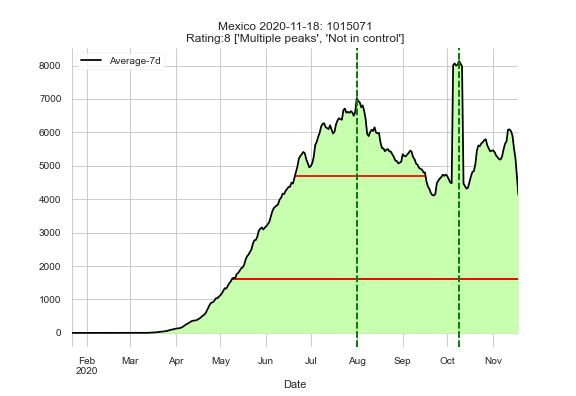 Mexico 2020-11-18: 1015071
Rating:8 ['Multiple peaks', 'Not in control']
Average-7d
8000
7000
6000
5000
4000
3000
2000
1000
0
Feb Mar Apr May Jun Jul Aug Sep Oct Nov
2020
Date